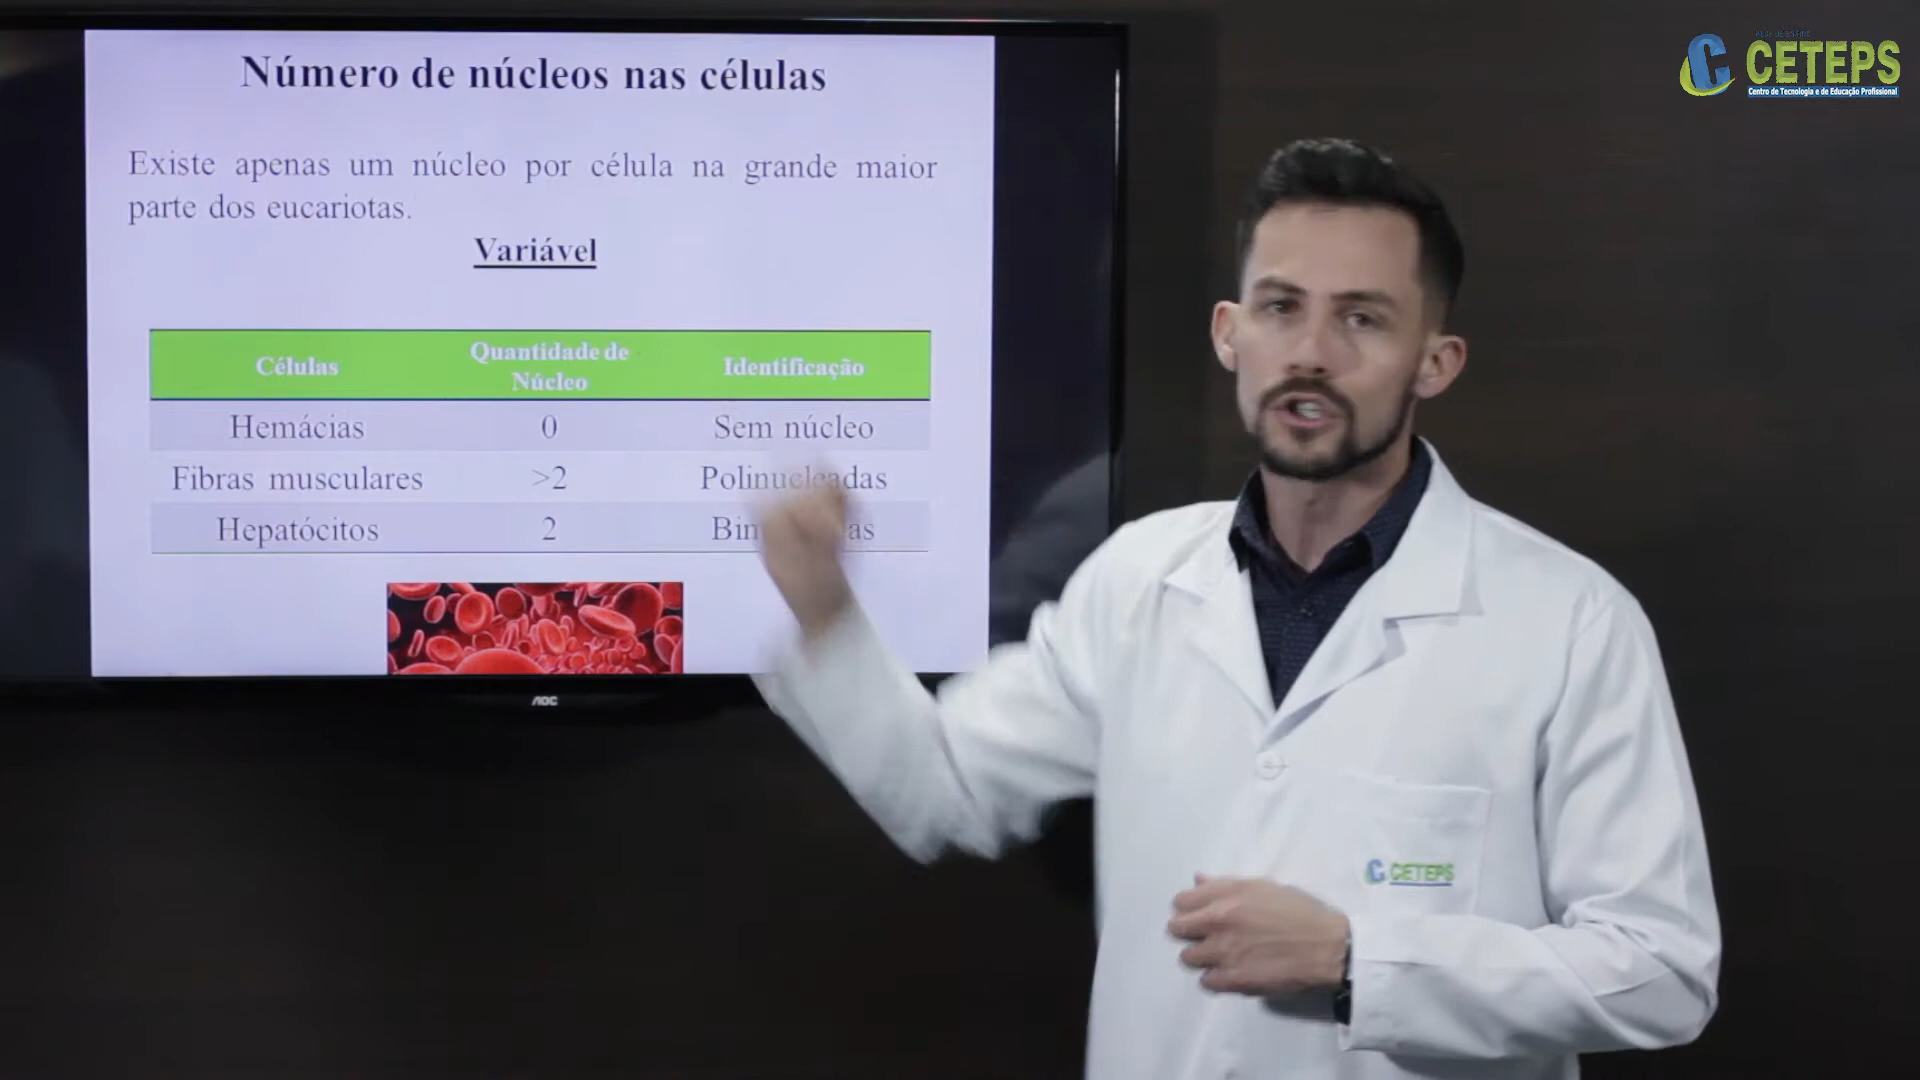 CETEPS
Centro de Tecnologia e de Educação Profissional
Número de núcleos nas células
Existe apenas um núcleo por célula na grande maior
parte dos eucariotas.
Variável
Células
Quantidade de
Núcleo
Identificação
Hemácias 0 Sem núcleo
Fibras musculares >2 Polinucleadas
Hepatócitos 2
AOC
CETEPS